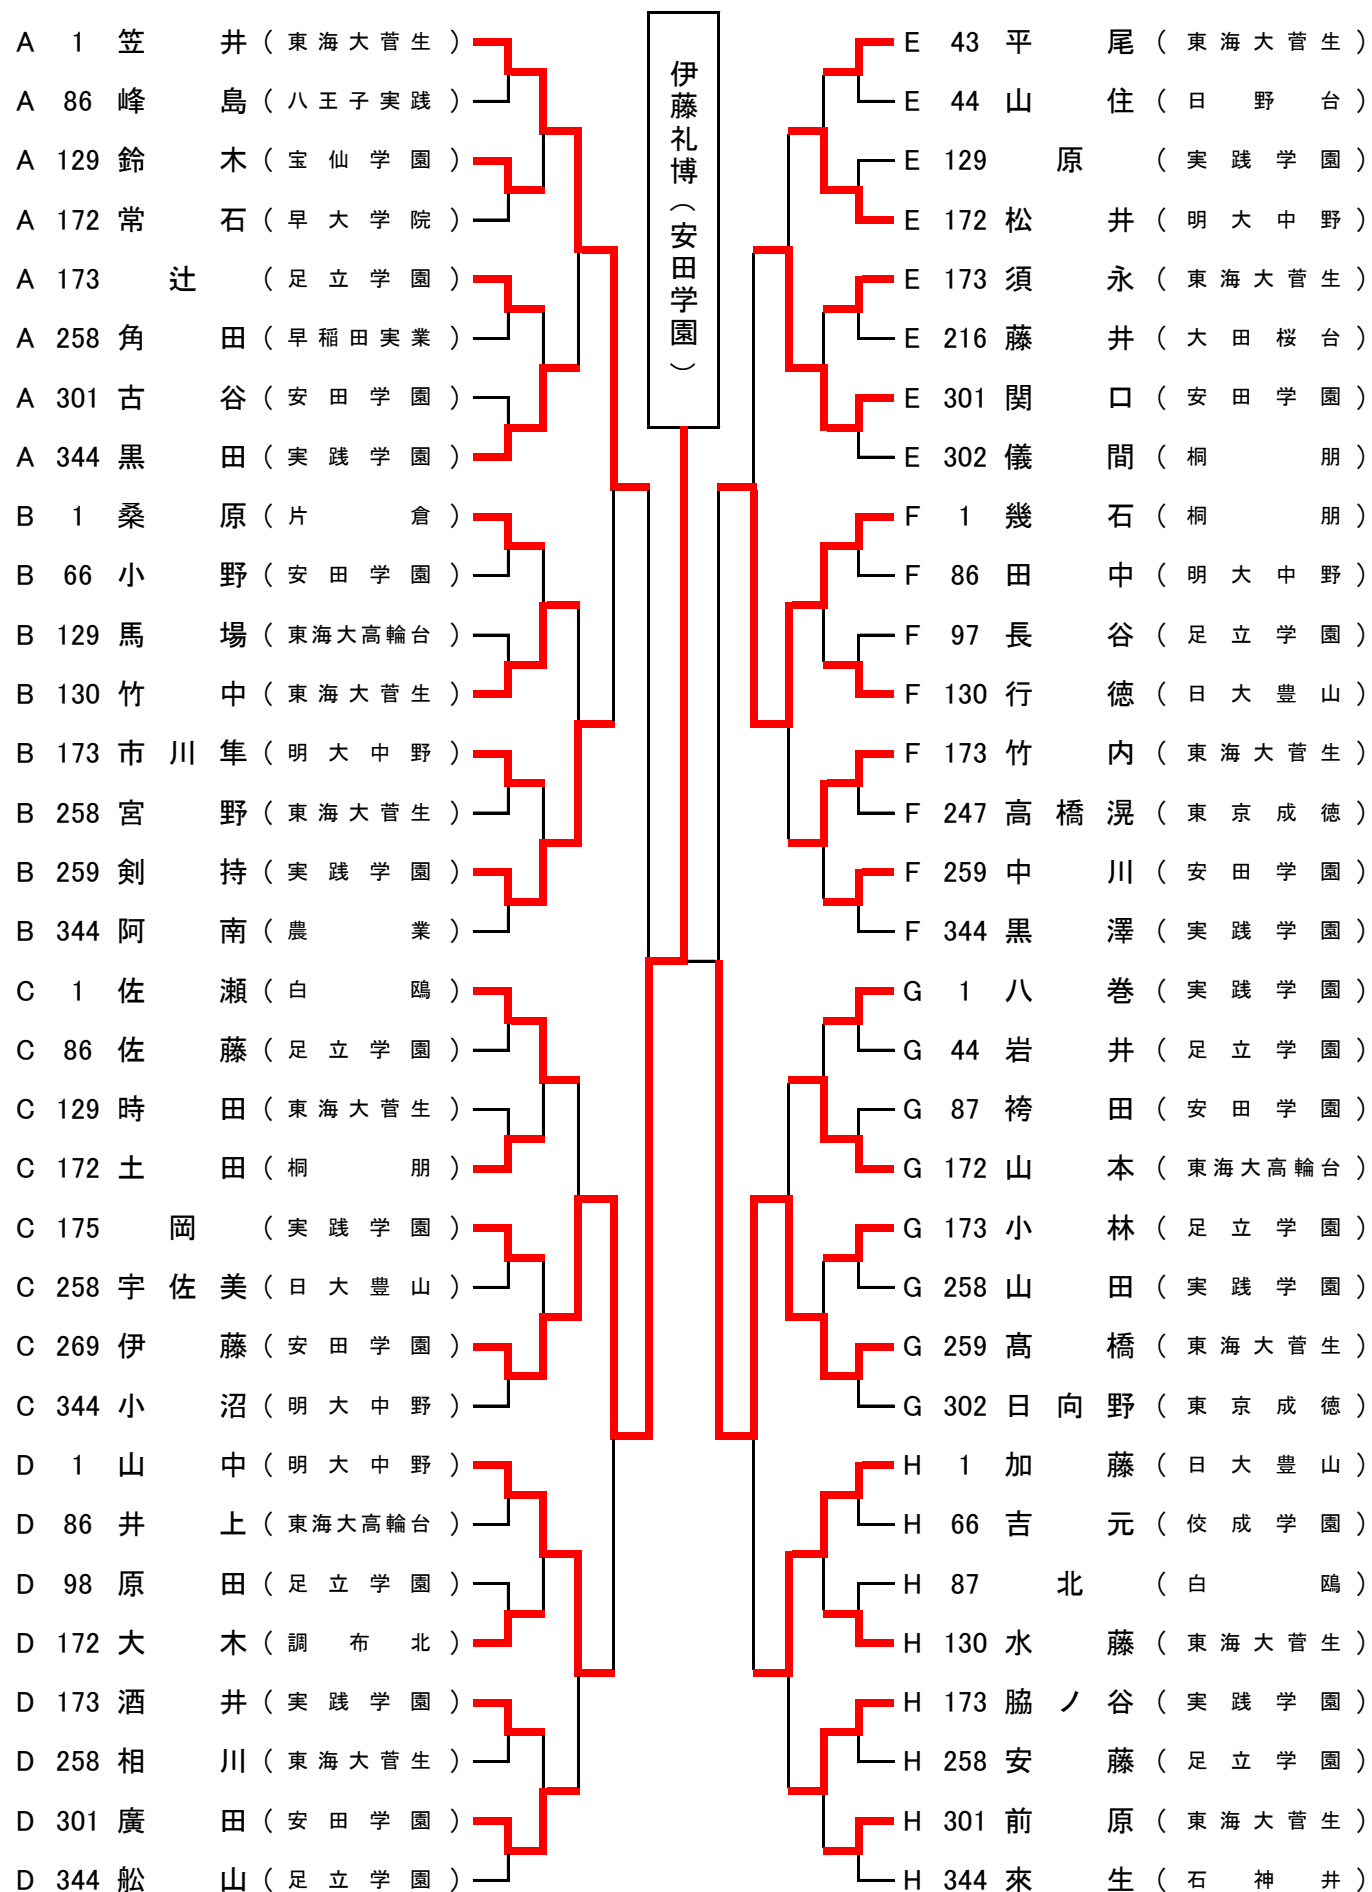 伊藤礼博（安田学園）
A 1 笠井（東海大菅生）
A 86 峰島（八王子実践）
A 129 鈴木（宝仙学園）
A 172 常石（早大学院）
A 173 辻（足立学園）
A 258 角田（早稲田実業）
A 301 古谷（安田学園）
A 344 黒田（実践学園）
B 1 桑原（片倉）
B 66 小野（安田学園）
B 129 馬場（東海大高輪台）
B 130 竹中（東海大菅生）
B 173 市川隼（明大中野）
B 258 宮野（東海大菅生）
B 259 剣持（実践学園）
B 344 阿南（農業）
C 1 佐瀬（白鴎）
C 86 佐藤（足立学園）
C 129 時田（東海大菅生）
C 172 土田（桐朋）
C 175 岡（実践学園）
C 258 宇佐美（日大豊山）
C 269 伊藤（安田学園）
C 344 小沼（明大中野）
D 1 山中（明大中野）
D 86 井上（東海大高輪台）
D 98 原田（足立学園）
D 172 大木（調布北）
D 173 酒井（実践学園）
D 258 相川（東海大菅生）
D 301 廣田（安田学園）
D 344 舩山（足立学園）
E 43 平尾（東海大菅生）
E 44 山住（日野台）
E 129 原（実践学園）
E 172 松井（明大中野）
E 173 須永（東海大菅生）
E 216 藤井（大田桜台）
E 301 関口（安田学園）
E 302 儀間（桐朋）
F 1 幾石（桐朋）
F 86 田中（明大中野）
F 97 長谷（足立学園）
F 130 行徳（日大豊山）
F 173 竹内（東海大菅生）
F 247 高橋滉（東京成徳）
F 259 中川（安田学園）
F 344 黒澤（実践学園）
G 1 八巻（実践学園）
G 44 岩井（足立学園）
G 87 袴田（安田学園）
G 172 山本（東海大高輪台）
G 173 小林（足立学園）
G 258 山田（実践学園）
G 259 髙橋（東海大菅生）
G 302 日向野（東京成徳）
H 1 加藤（日大豊山）
H 66 吉元（佼成学園）
H 87 北（白鴎）
H 130 水藤（東海大菅生）
H 173 脇ノ谷（実践学園）
H 258 安藤（足立学園）
H 301 前原（東海大菅生）
H 344 來生（石神井）